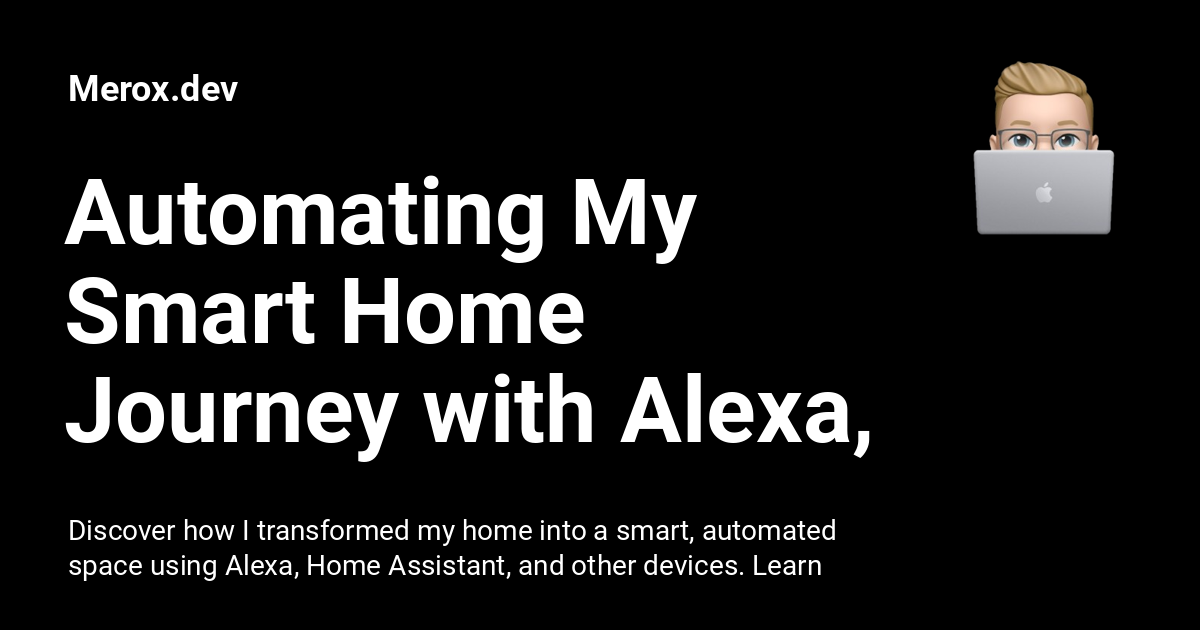 Merox.dev
Automating My
Smart Home
Journey with Alexa,
Discover how I transformed my home into a smart, automated
space using Alexa, Home Assistant, and other devices. Learn